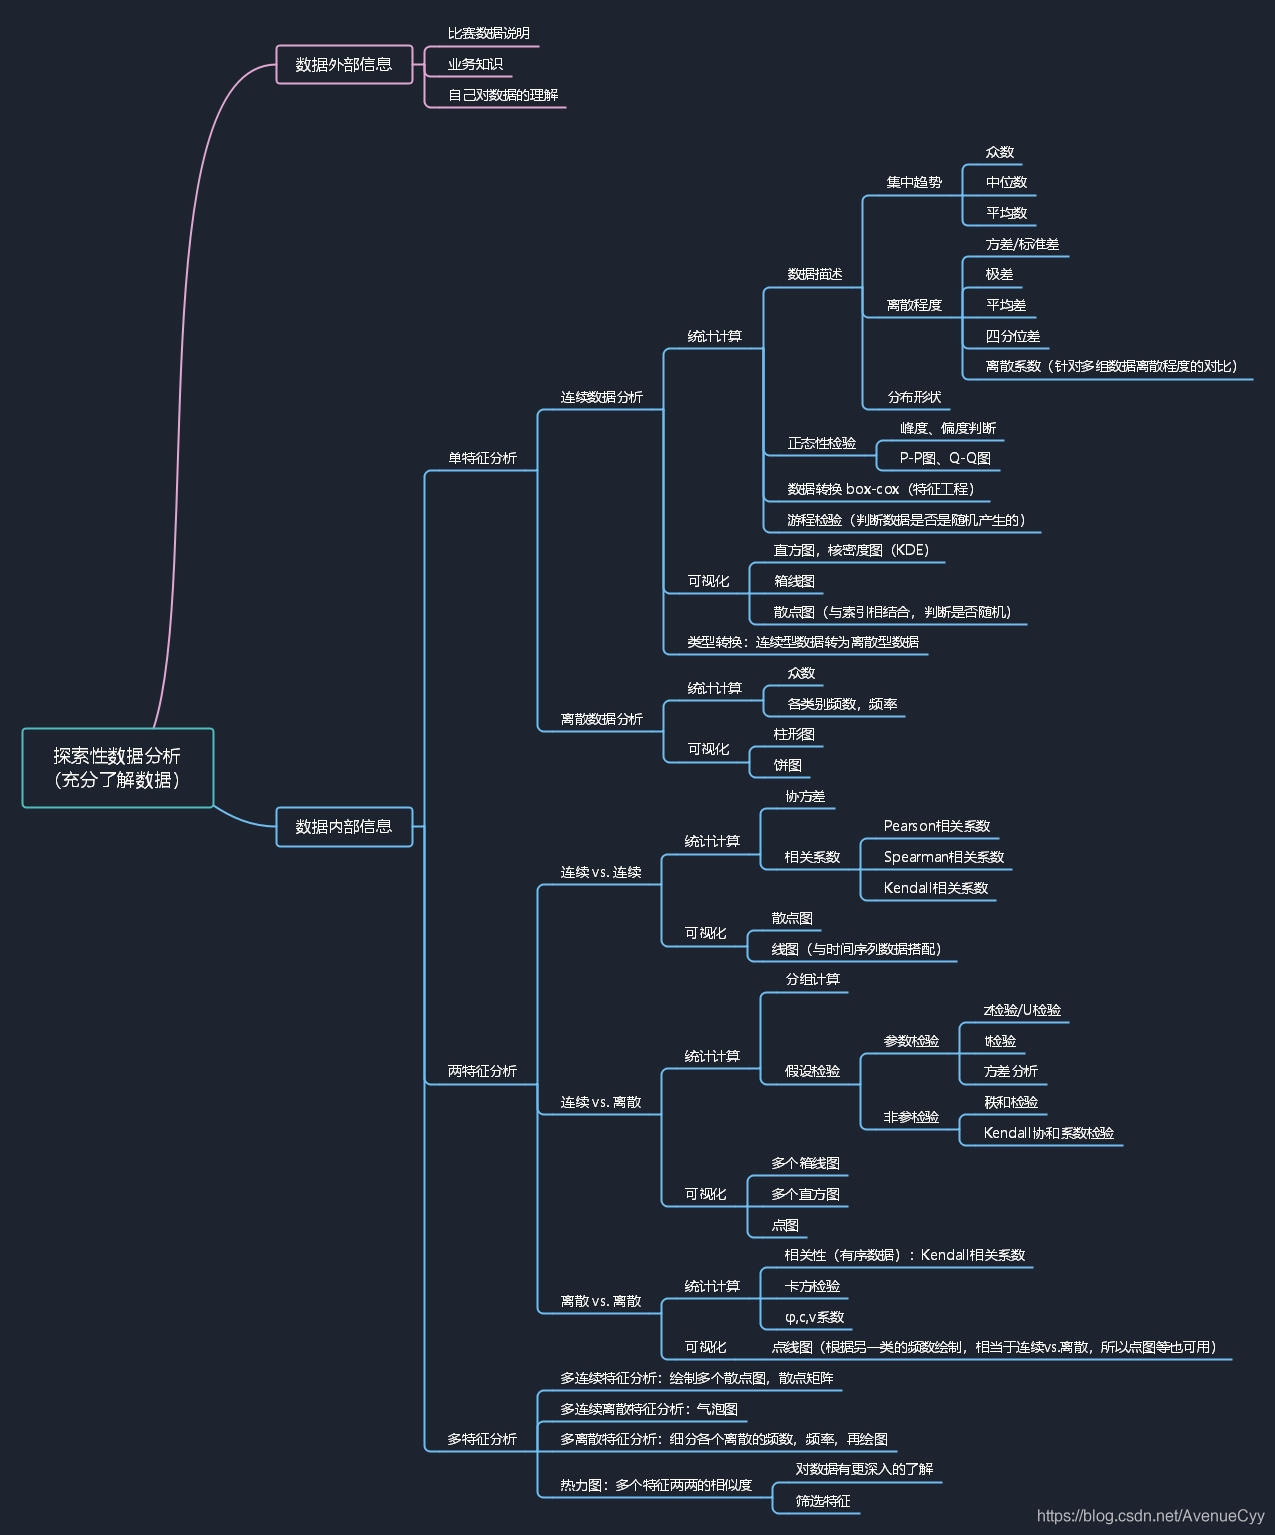 比赛数据说明
数据外部信息
业务知识
自己对数据的理解
众数
集中趋势
中位数
平均数
方差/标准差
数据描述
极差
离散程度
平均差
统计计算
四分位差
离散系数（针对多组数据离散程度的对比）
连续数据分析
分布形状
峰度、偏度判断
正态性检验
单特征分析
P-P图、Q-Q图
数据转换 box-cox（特征工程）
游程检验（判断数据是否是随机产生的）
直方图，核密度图（KDE）
可视化
箱线图
散点图（与索引相结合，判断是否随机）
类型转换：连续型数据转为离散型数据
众数
统计计算
各类别频数，频率
离散数据分析
柱形图
可视化
饼图
探索性数据分析
（充分了解数据）
协方差
数据内部信息
Pearson相关系数
统计计算
相关系数
Spearman相关系数
连续 vs. 连续
Kendall相关系数
散点图
可视化
线图（与时间序列数据搭配）
分组计算
z检验/U检验
参数检验
t检验
统计计算
假设检验
方差分析
两特征分析
连续 vs. 离散
秩和检验
非参检验
Kendall协和系数检验
多个箱线图
可视化
多个直方图
点图
相关性（有序数据）：Kendall相关系数
统计计算
卡方检验
离散 vs. 离散
φ,c,v系数
可视化
点线图（根据另一类的频数绘制，相当于连续vs.离散，所以点图等也可用）
多连续特征分析：绘制多个散点图，散点矩阵
多连续离散特征分析：气泡图
多特征分析
多离散特征分析：细分各个离散的频数，频率，再绘图
对数据有更深入的了解
热力图：多个特征两两的相似度
筛选特征
https://blog.csdn.net/AvenueCyy